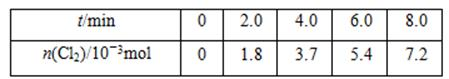 t/min 0 2.0 4.0 6.0 8.0
n(Cl₂)/10⁻³mol 0 1.8 3.7 5.4 7.2